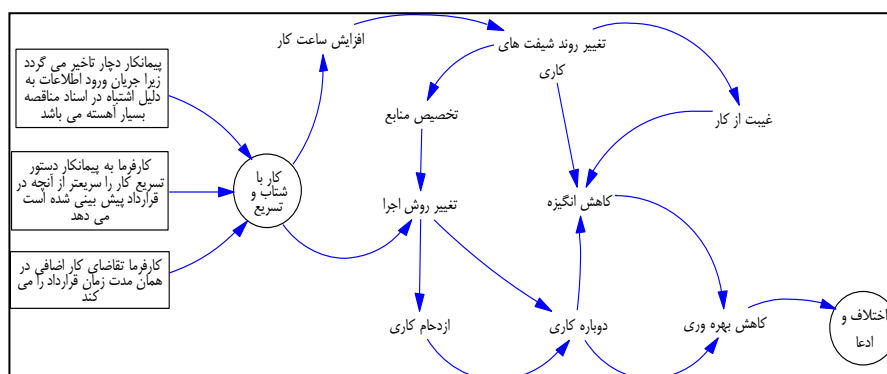 پیمانکار دچار تاخیر می گردد
زیرا جریان ورود اطلاعات به
دلیل اشتباه در اسناد مناقصه
بسیار آهسته می باشد
کارفرما به پیمانکار دستور
تسریع کار را سریعتر از آنچه در
قرارداد پیش بینی شده است
می دهد
کارفرما تقاضای کار اضافی در
همان مدت زمان قرارداد را می
کند
کار با
شتاب و
تسریع
افزایش ساعت کار
تغییر روند شیفت های
کاری
تخصیص منابع
غیبت از کار
تغییر روش اجرا
کاهش انگیزه
ازدحام کاری
دوباره کاری
کاهش بهره وری
اختلاف و
ادعا